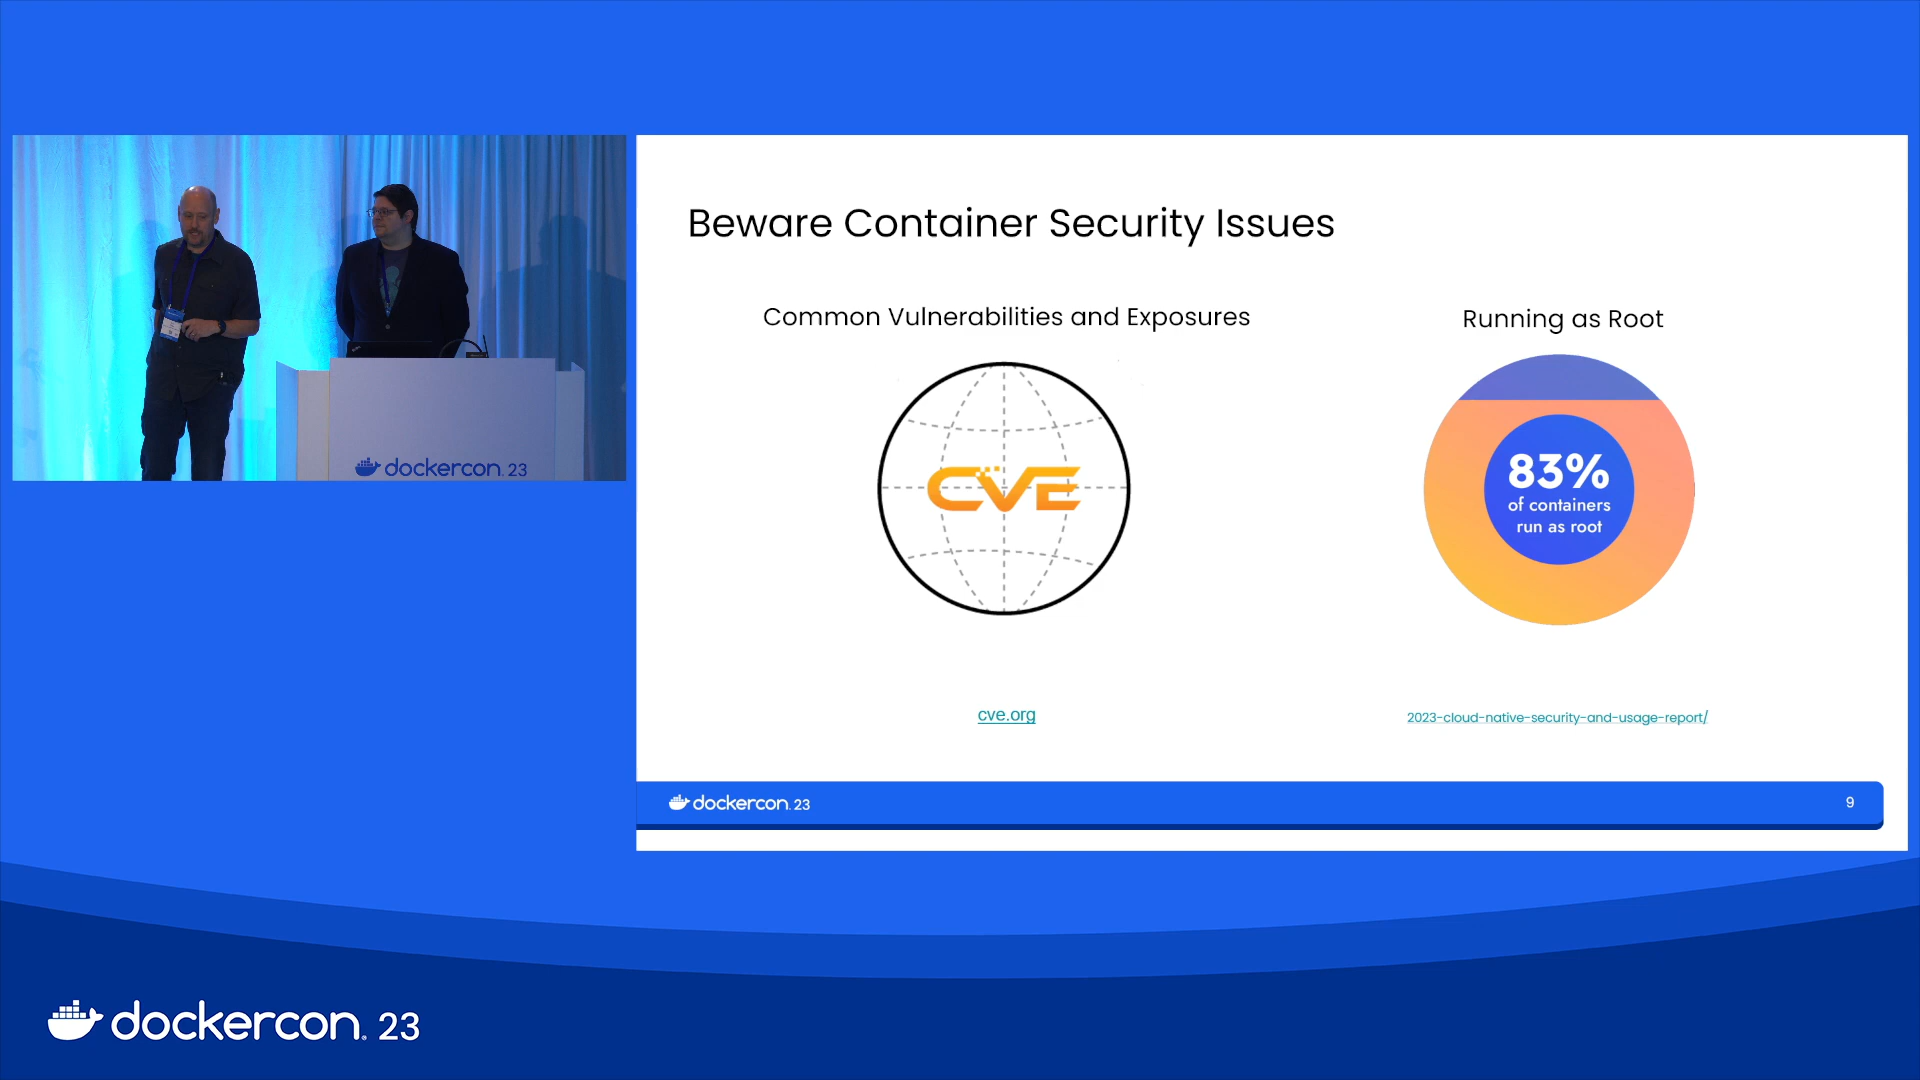 Beware Container Security Issues
Common Vulnerabilities and Exposures
Running as Root
CVE
83%
of containers
run as root
cve.org
2023-cloud-native-security-and-usage-report/
dockercon. 23
9
dockercon. 23
dockercon. 23